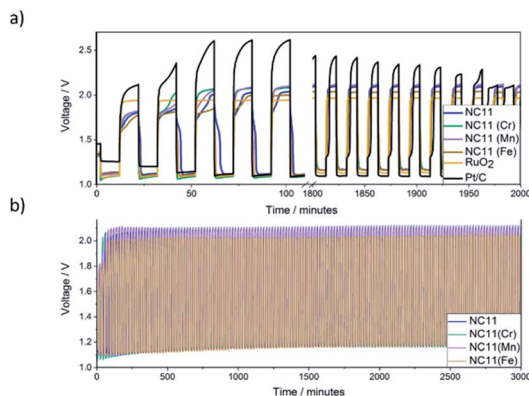 a)
Voltage / V
2.5
2.0
1.5
1.0
0
50
100
1800
1850
1900
1950
2000
Time / minutes
Time / minutes
NC11
NC11 (Cr)
NC11 (Mn)
NC11 (Fe)
RuO2
Pt/C
b)
Voltage / V
2.0
1.8
1.6
1.4
1.2
1.0
0
500
1000
1500
2000
2500
3000
Time / minutes
NC11
NC11(Cr)
NC11(Mn)
NC11(Fe)